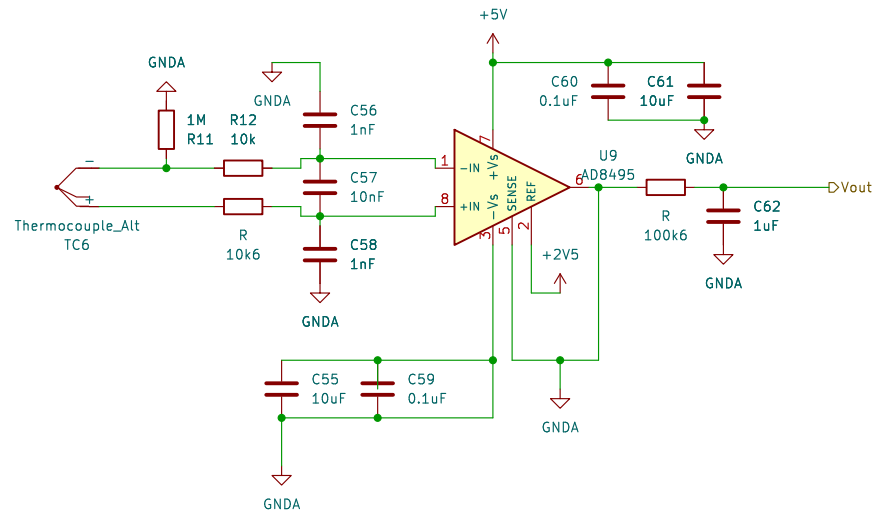 +5V
GNDA
GNDA
1M
R11
R12
10k
C56
1nF
C60
0.1uF
C61
10uF
GNDA
−
+
Thermocouple_Alt
TC6
R
10k6
C57
10nF
C58
1nF
GNDA
1
−IN
8
+IN
7
+Vs
−Vs
3
SENSE
5
REF
2
6
U9
AD8495
+2V5
R
100k6
Vout
C62
1uF
GNDA
C55
10uF
C59
0.1uF
GNDA
GNDA